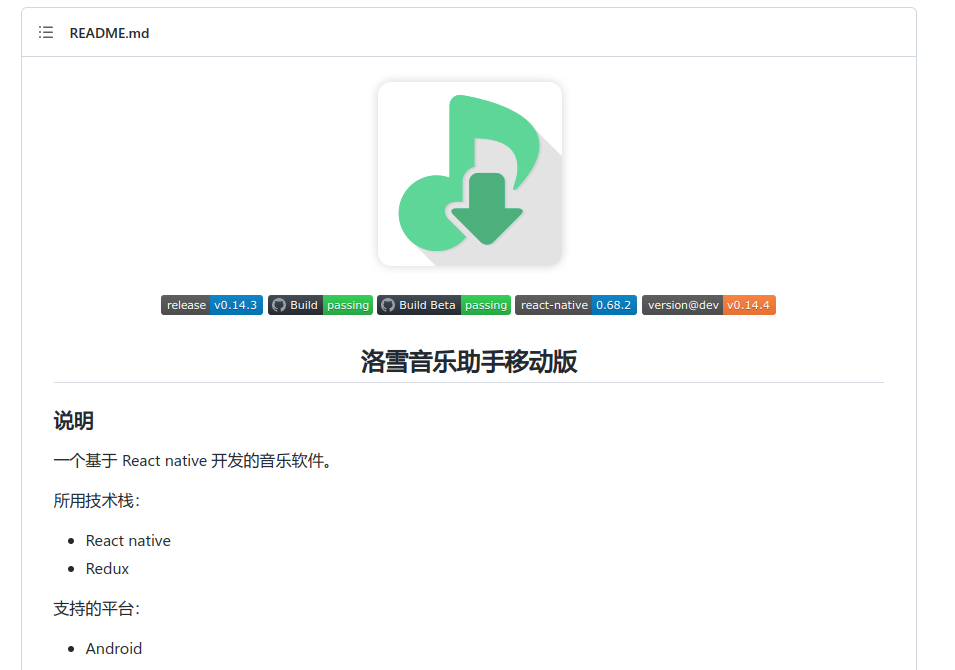 README.md
release v0.14.3 Build passing Build Beta passing react-native 0.68.2 version@dev v0.14.4
洛雪音乐助手移动版
说明
一个基于 React native 开发的音乐软件。
所用技术栈：
React native
Redux
支持的平台：
Android